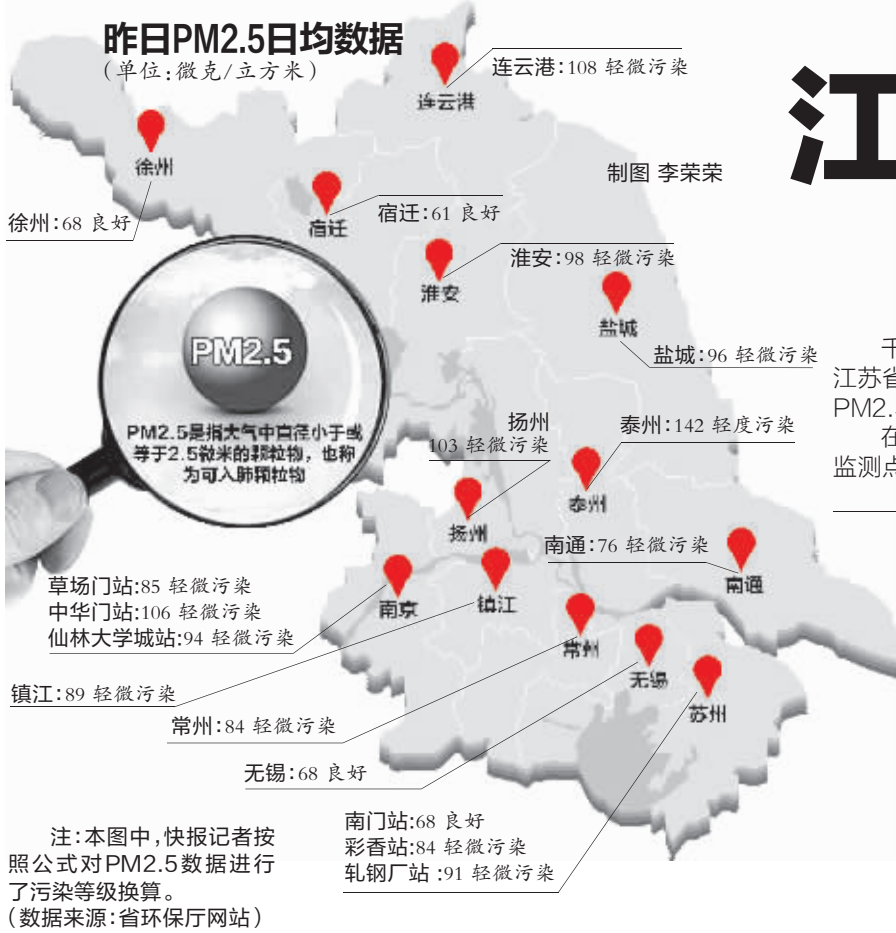 昨日PM2.5日均数据
(单位:微克/立方米)
连云港:108 轻微污染
连云港
江
制图 李荣荣
徐州
徐州:68 良好
宿迁
宿迁:61 良好
淮安:98 轻微污染
淮安
盐城
盐城:96 轻微污染
PM2.5
PM2.5是指大气中直径小于或
等于2.5微米的颗粒物,也称
为可入肺颗粒物
江苏省
PM2.
在
监测点
扬州
103 轻微污染
泰州:142 轻度污染
泰州
扬州
南通:76 轻微污染
南通
草场门站:85 轻微污染
中华门站:106 轻微污染
仙林大学城站:94 轻微污染
南京
镇江
常州
无锡
苏州
镇江:89 轻微污染
常州:84 轻微污染
无锡:68 良好
南门站:68 良好
彩香站:84 轻微污染
轧钢厂站 :91 轻微污染
注:本图中,快报记者按
照公式对PM2.5数据进行
了污染等级换算。
(数据来源:省环保厅网站)